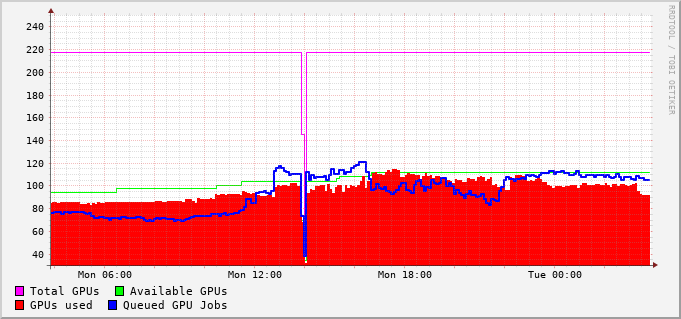 RRDTOOL / TOBI OETIKER
240
220
200
180
160
140
120
100
80
60
40
Mon 06:00 Mon 12:00 Mon 18:00 Tue 00:00
Total GPUs Available GPUs
GPUs used Queued GPU Jobs